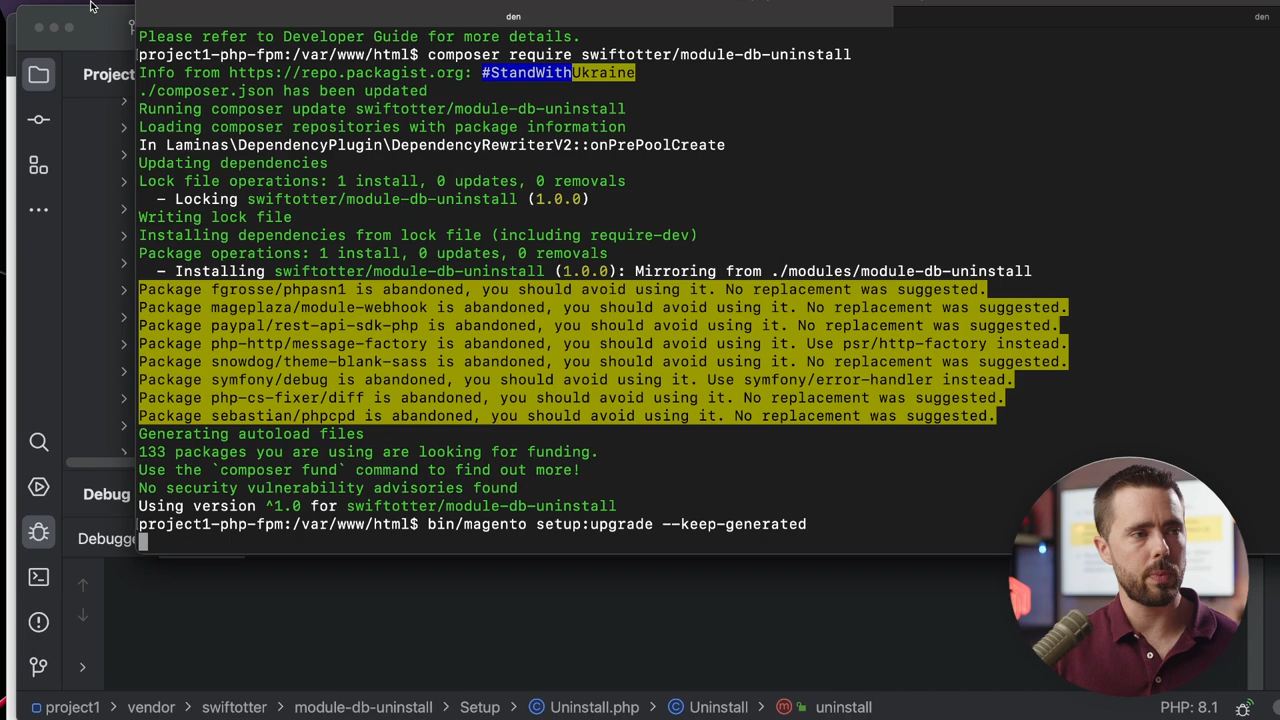 den
den
Please refer to Developer Guide for more details.
project1-php-fpm:/var/www/html$ composer require swiftotter/module-db-uninstall
Info from https://repo.packagist.org: #StandWithUkraine
./composer.json has been updated
Running composer update swiftotter/module-db-uninstall
Loading composer repositories with package information
In Laminas\DependencyPlugin\DependencyRewriterV2::onPrePoolCreate
Updating dependencies
Lock file operations: 1 install, 0 updates, 0 removals
- Locking swiftotter/module-db-uninstall (1.0.0)
Writing lock file
Installing dependencies from lock file (including require-dev)
Package operations: 1 install, 0 updates, 0 removals
- Installing swiftotter/module-db-uninstall (1.0.0): Mirroring from ./modules/module-db-uninstall
Package fgrosse/phpasn1 is abandoned, you should avoid using it. No replacement was suggested.
Package mageplaza/module-webhook is abandoned, you should avoid using it. No replacement was suggested.
Package paypal/rest-api-sdk-php is abandoned, you should avoid using it. No replacement was suggested.
Package php-http/message-factory is abandoned, you should avoid using it. Use psr/http-factory instead.
Package snowdog/theme-blank-sass is abandoned, you should avoid using it. No replacement was suggested.
Package symfony/debug is abandoned, you should avoid using it. Use symfony/error-handler instead.
Package php-cs-fixer/diff is abandoned, you should avoid using it. No replacement was suggested.
Package sebastian/phpcpd is abandoned, you should avoid using it. No replacement was suggested.
Generating autoload files
133 packages you are using are looking for funding.
Use the `composer fund` command to find out more!
No security vulnerability advisories found
Using version ^1.0 for swiftotter/module-db-uninstall
project1-php-fpm:/var/www/html$ bin/magento setup:upgrade --keep-generated
Project
Debug
Debugge
project1 > vendor > swiftotter > module-db-uninstall > Setup > Uninstall.php > Uninstall > uninstall
PHP: 8.1